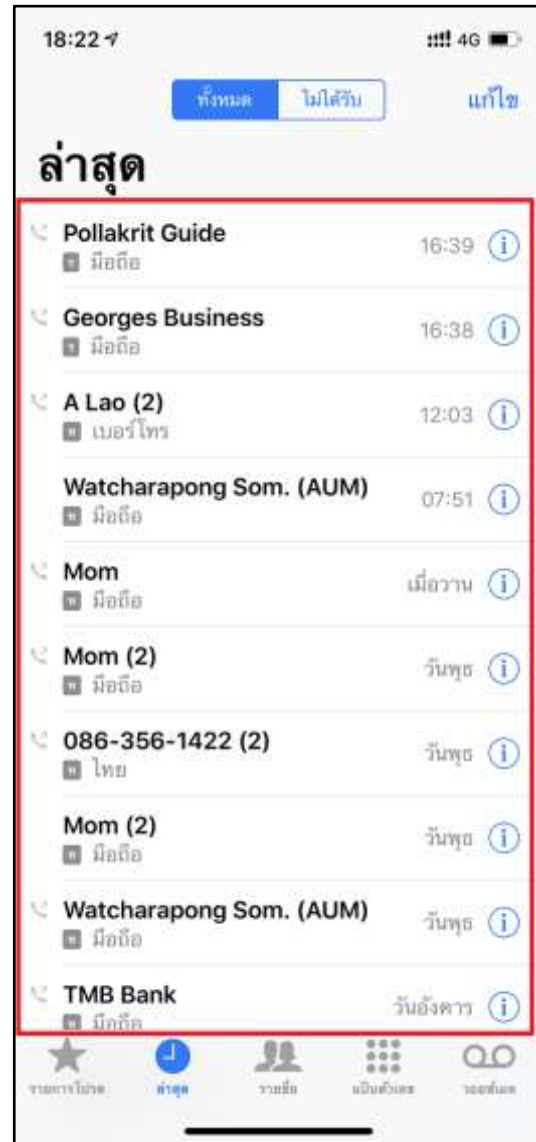 18:22 4G
ทั้งหมด ไม่ได้รับ แก้ไข
ล่าสุด
Pollakrit Guide 16:39
มือถือ
Georges Business 16:38
มือถือ
A Lao (2) 12:03
เบอร์โทร
Watcharapong Som. (AUM) 07:51
มือถือ
Mom เมื่อวาน
มือถือ
Mom (2) วันพุธ
มือถือ
086-356-1422 (2) วันพุธ
ไทย
Mom (2) วันพุธ
มือถือ
Watcharapong Som. (AUM) วันพุธ
มือถือ
TMB Bank วันอังคาร
มือถือ
รายการโปรด ล่าสุด รายชื่อ แป้นตัวเลข วอยซ์เมล